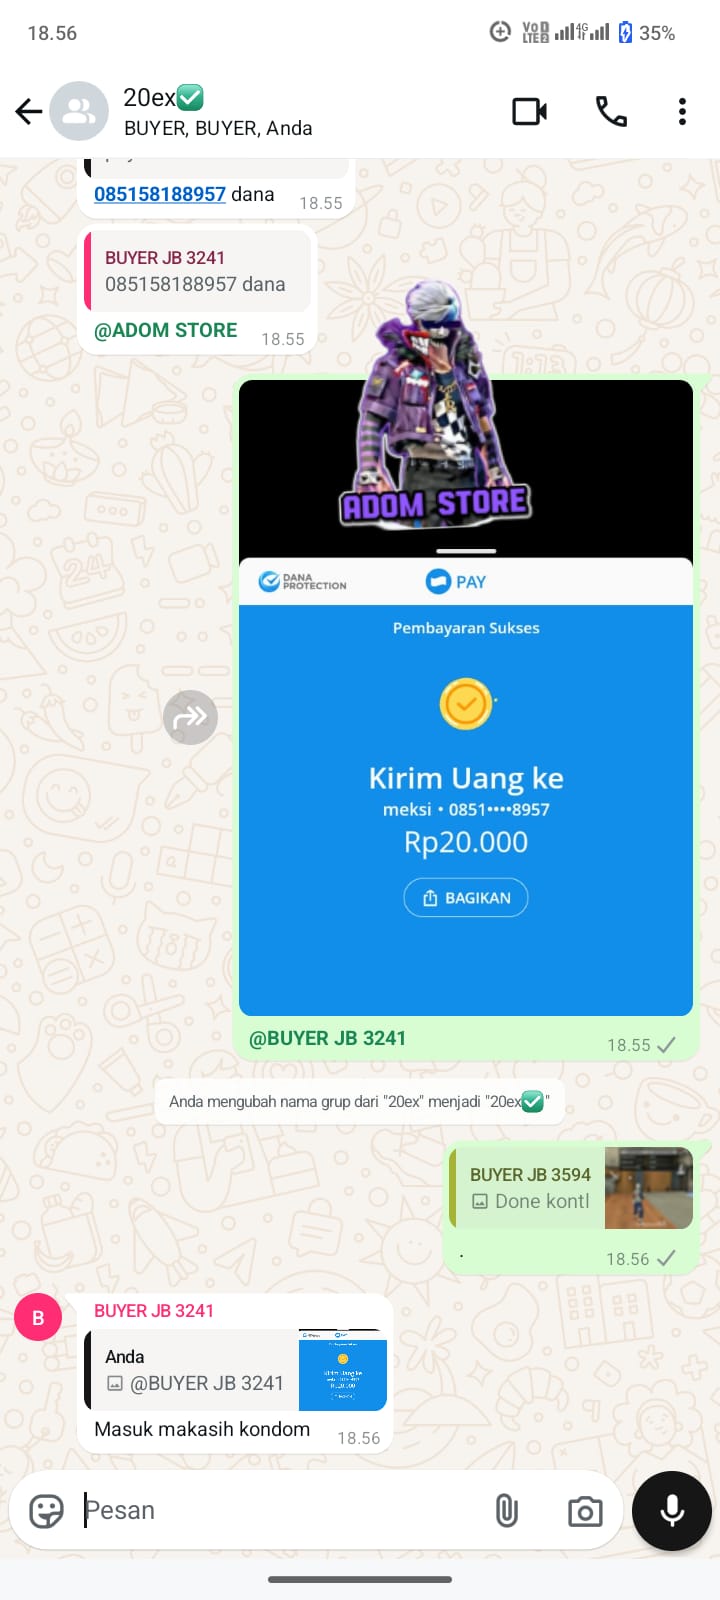 18.56
VoD
LTE2
4G
35%
20ex✅
BUYER, BUYER, Anda
085158188957 dana
18.55
BUYER JB 3241
085158188957 dana
@ADOM STORE
18.55
ADOM STORE
DANA
PROTECTION
PAY
Pembayaran Sukses
Kirim Uang ke
meksi • 0851••••8957
Rp20.000
BAGIKAN
@BUYER JB 3241
18.55
Anda mengubah nama grup dari "20ex" menjadi "20ex✅"
BUYER JB 3594
Done kontl
.
18.56
B
BUYER JB 3241
Anda
@BUYER JB 3241
Masuk makasih kondom
18.56
Pesan